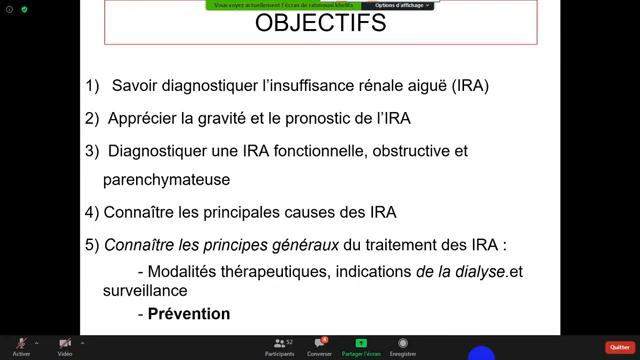 Vous voyez actuellement l'écran de rahmouni khelifa
Options d'affichage
OBJECTIFS
1) Savoir diagnostiquer l'insuffisance rénale aiguë (IRA)
2) Apprécier la gravité et le pronostic de l'IRA
3) Diagnostiquer une IRA fonctionnelle, obstructive et
parenchymateuse
4) Connaître les principales causes des IRA
5) Connaître les principes généraux du traitement des IRA :
- Modalités thérapeutiques, indications de la dialyse.et
surveillance
- Prévention
52
Activer Vidéo Participants Converser Partager l'écran Enregistrer Quitter